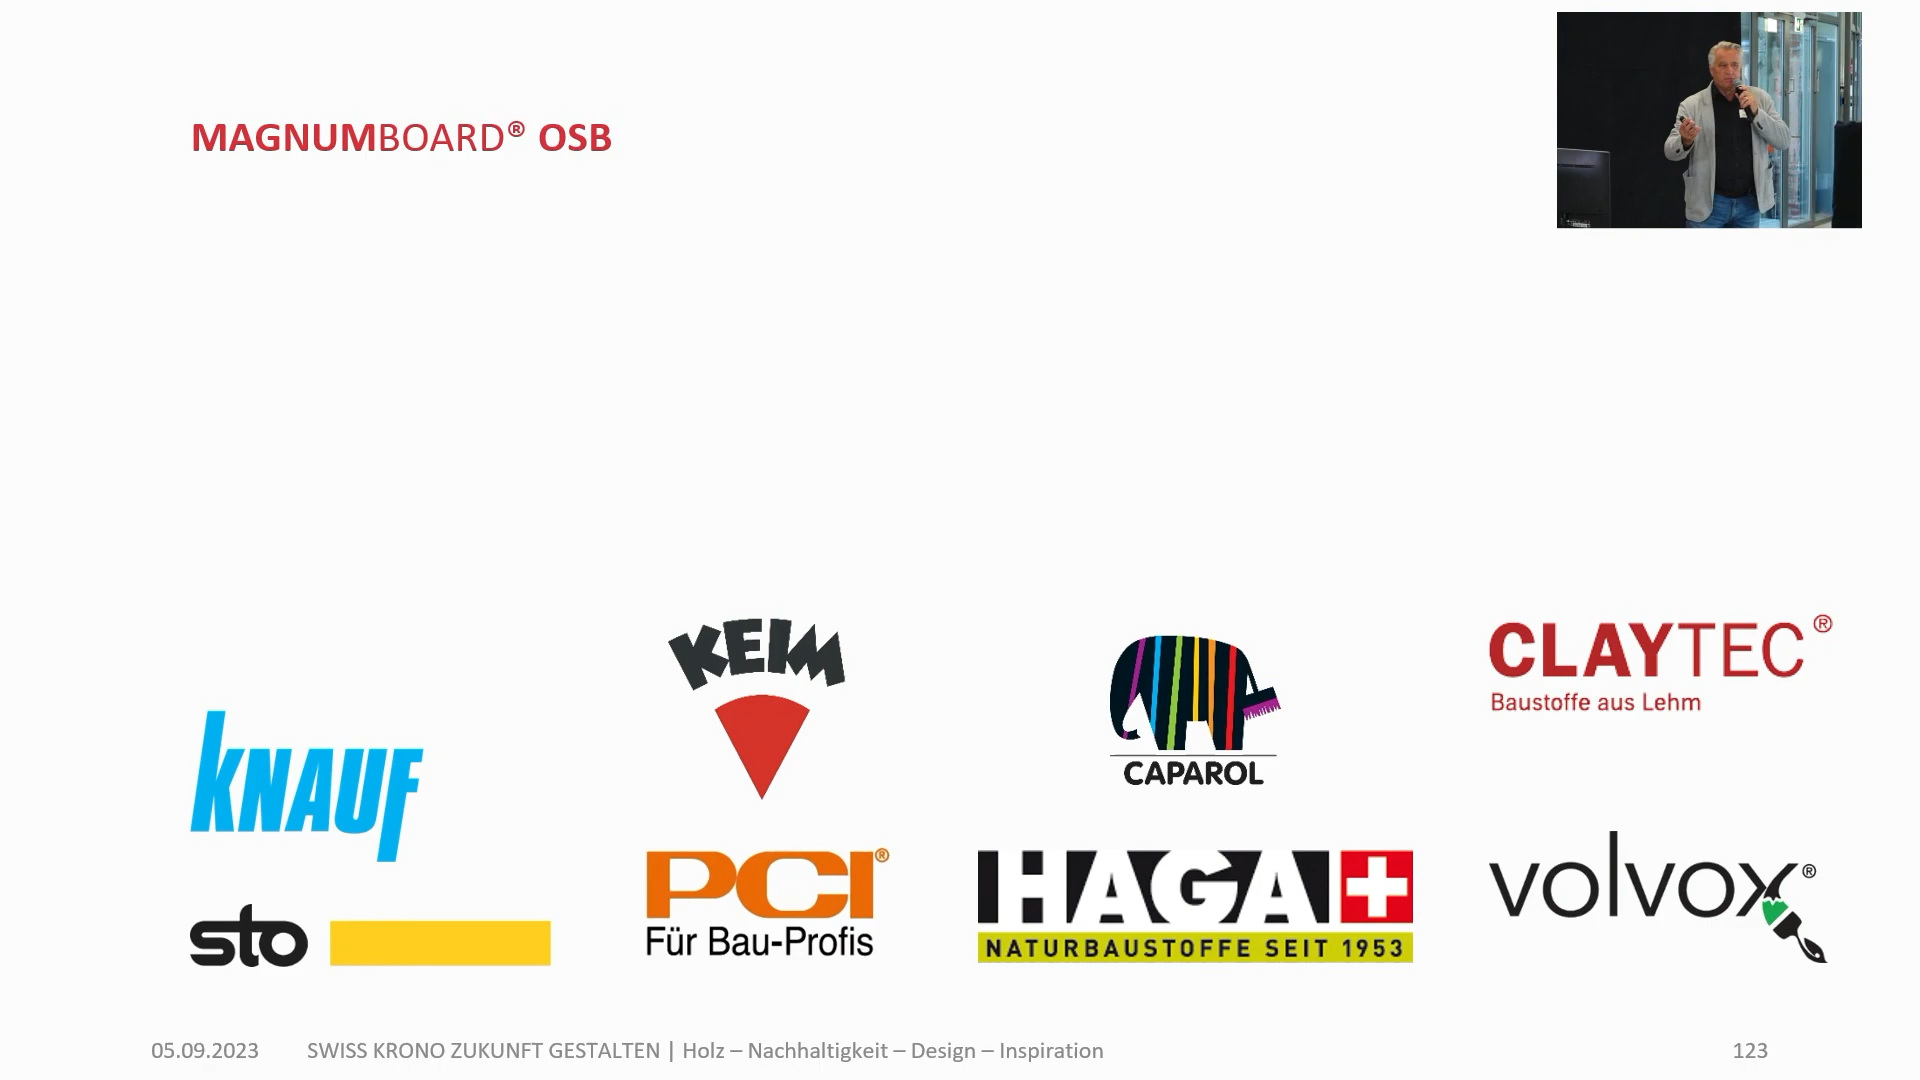 MAGNUMBOARD® OSB
KEIM
CAPAROL
CLAYTEC®
Baustoffe aus Lehm
KNAUF
sto
PCI®
Für Bau-Profis
HAGA
NATURBAUSTOFFE SEIT 1953
volvox®
05.09.2023
SWISS KRONO ZUKUNFT GESTALTEN | Holz – Nachhaltigkeit – Design – Inspiration
123